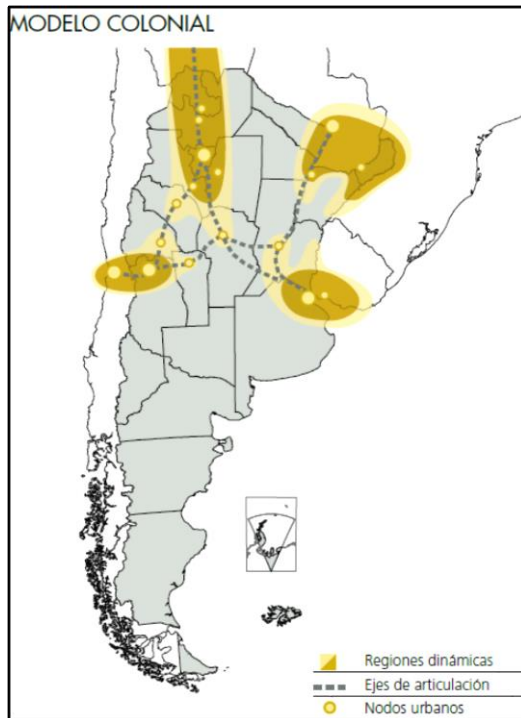 MODELO COLONIAL
Regiones dinámicas
Ejes de articulación
Nodos urbanos